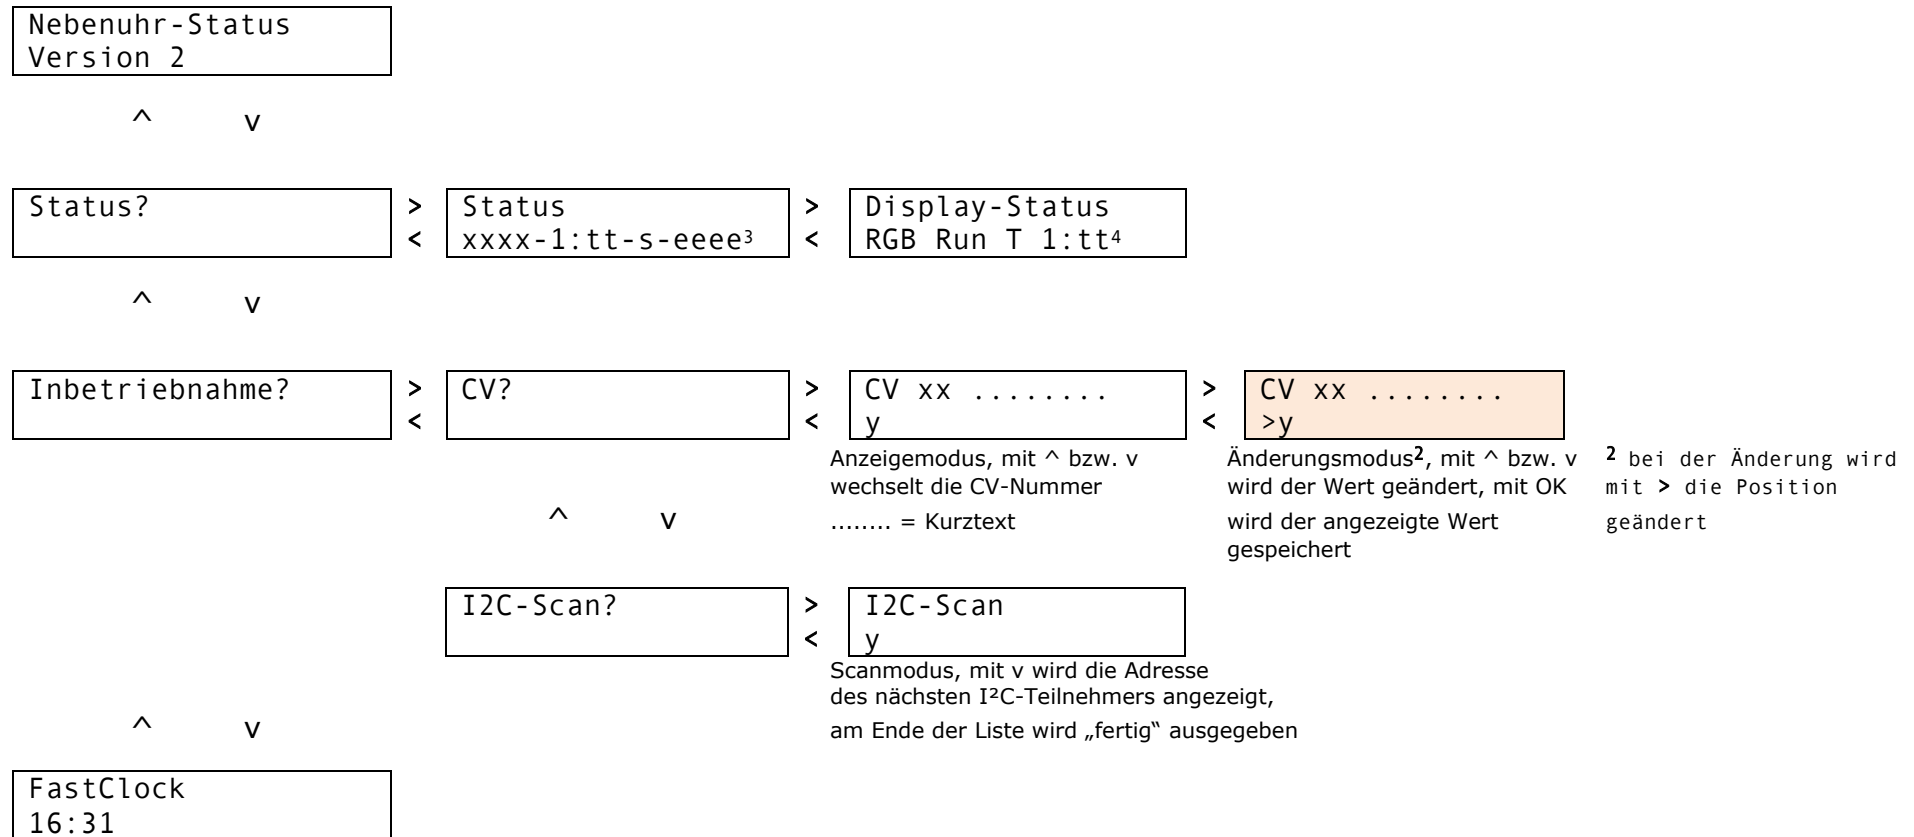 Nebenuhr-Status
Version 2
^ v
Status?
>
<
Status
xxxx-1:tt-s-eeee³
>
<
Display-Status
RGB Run T 1:tt⁴
^ v
Inbetriebnahme?
>
<
CV?
>
<
CV xx ........
y
>
<
CV xx ........
>y
Anzeigemodus, mit ^ bzw. v
wechselt die CV-Nummer
........ = Kurztext
Änderungsmodus², mit ^ bzw. v
wird der Wert geändert, mit OK
wird der angezeigte Wert
gespeichert
² bei der Änderung wird
mit > die Position
geändert
^ v
I2C-Scan?
>
<
I2C-Scan
y
Scanmodus, mit v wird die Adresse
des nächsten I²C-Teilnehmers angezeigt,
am Ende der Liste wird „fertig“ ausgegeben
^ v
FastClock
16:31